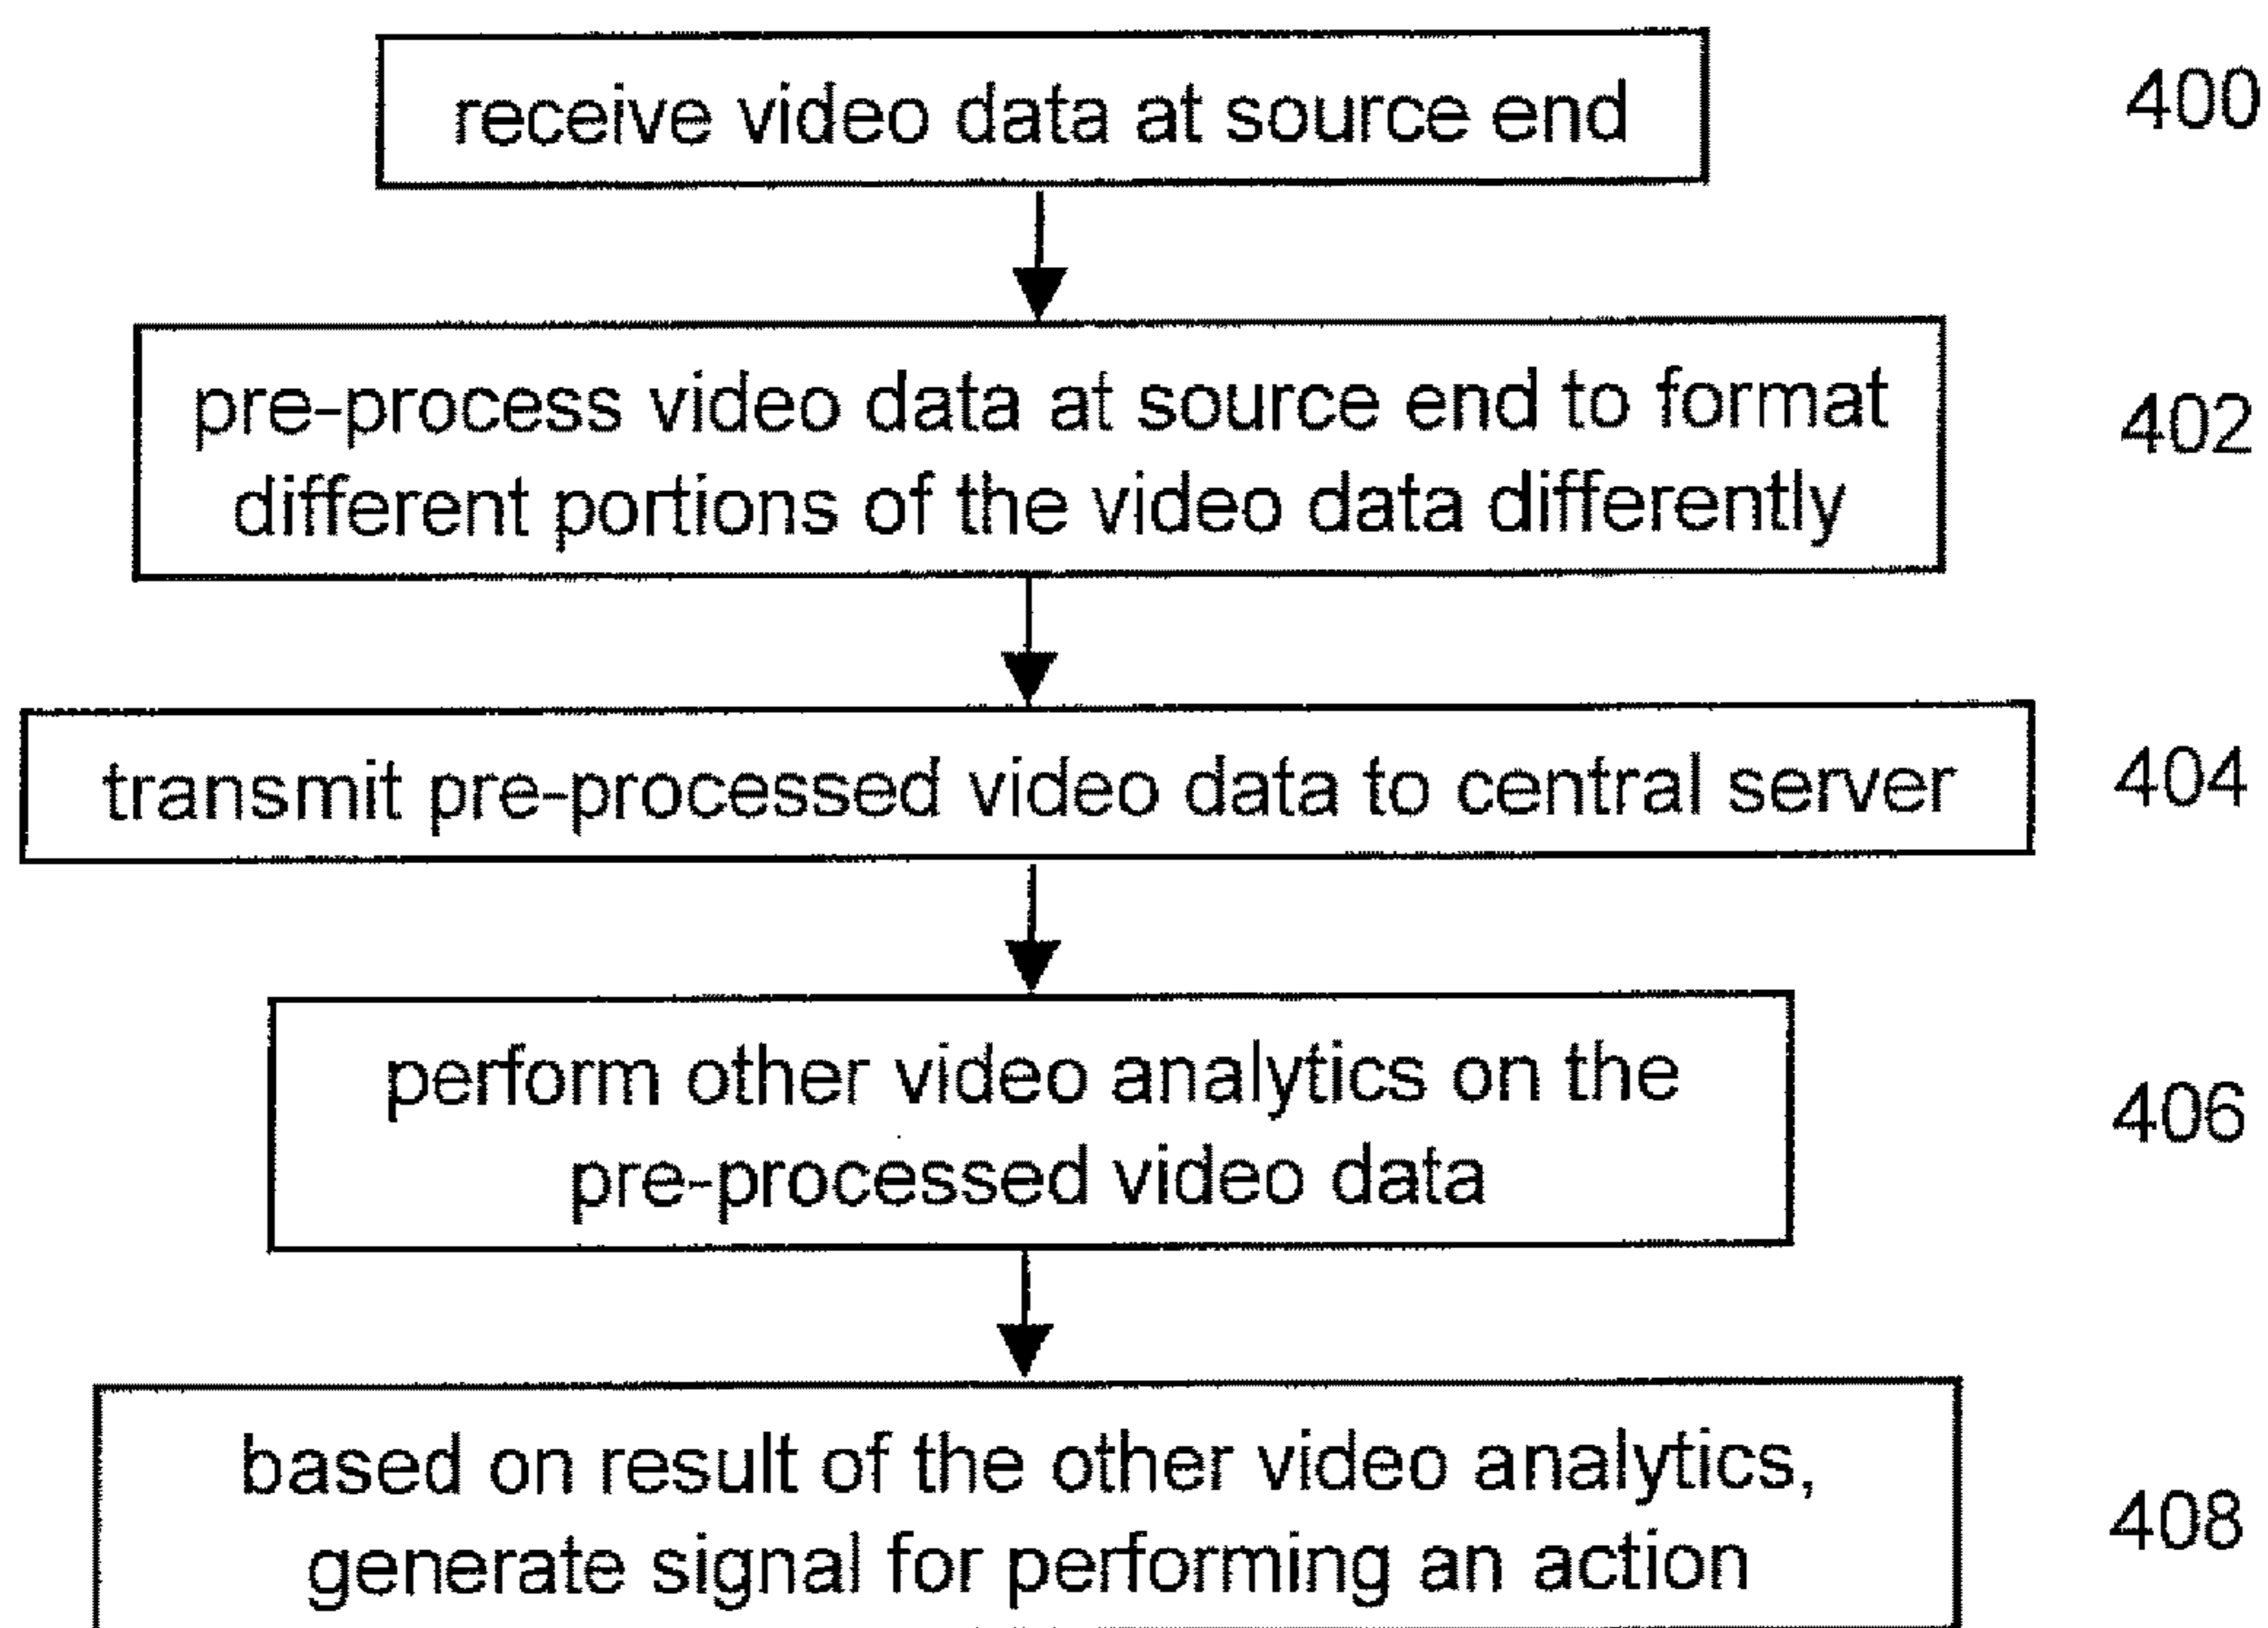 receive video data at source end
400
pre-process video data at source end to format
different portions of the video data differently
402
transmit pre-processed video data to central server
404
perform other video analytics on the
pre-processed video data
406
based on result of the other video analytics,
generate signal for performing an action
408